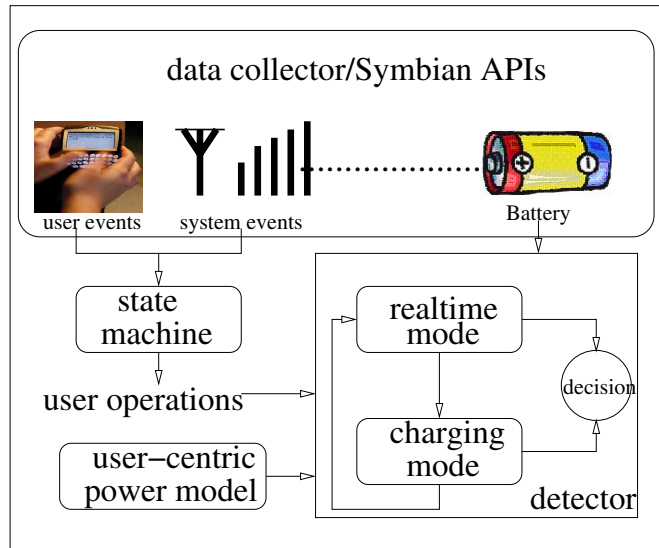 data collector/Symbian APIs
user events
system events
Battery
state
machine
realtime
mode
user operations
decision
charging
mode
user−centric
power model
detector